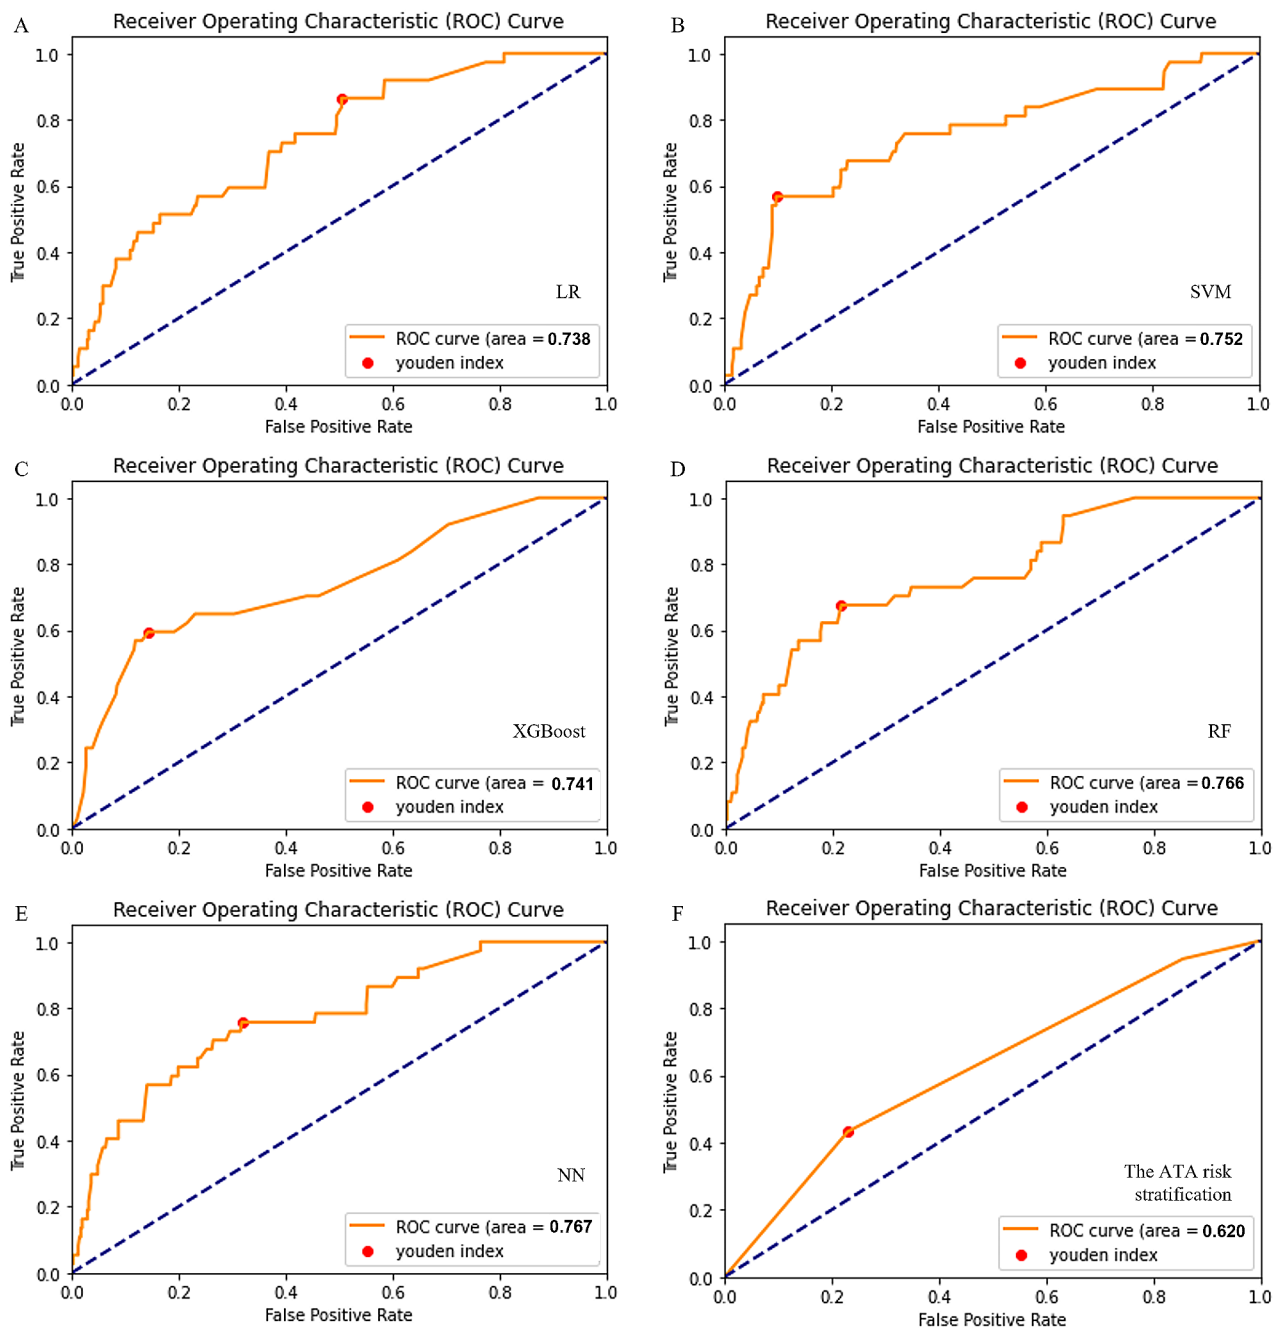 A
Receiver Operating Characteristic (ROC) Curve
True Positive Rate
1.0
0.8
0.6
0.4
0.2
0.0
LR
ROC curve (area = 0.738
youden index
0.0 0.2 0.4 0.6 0.8 1.0
False Positive Rate
B
Receiver Operating Characteristic (ROC) Curve
True Positive Rate
1.0
0.8
0.6
0.4
0.2
0.0
SVM
ROC curve (area = 0.752
youden index
0.0 0.2 0.4 0.6 0.8 1.0
False Positive Rate
C
Receiver Operating Characteristic (ROC) Curve
True Positive Rate
1.0
0.8
0.6
0.4
0.2
0.0
XGBoost
ROC curve (area = 0.741
youden index
0.0 0.2 0.4 0.6 0.8 1.0
False Positive Rate
D
Receiver Operating Characteristic (ROC) Curve
True Positive Rate
1.0
0.8
0.6
0.4
0.2
0.0
RF
ROC curve (area = 0.766
youden index
0.0 0.2 0.4 0.6 0.8 1.0
False Positive Rate
E
Receiver Operating Characteristic (ROC) Curve
True Positive Rate
1.0
0.8
0.6
0.4
0.2
0.0
NN
ROC curve (area = 0.767
youden index
0.0 0.2 0.4 0.6 0.8 1.0
False Positive Rate
F
Receiver Operating Characteristic (ROC) Curve
True Positive Rate
1.0
0.8
0.6
0.4
0.2
0.0
The ATA risk
stratification
ROC curve (area = 0.620
youden index
0.0 0.2 0.4 0.6 0.8 1.0
False Positive Rate